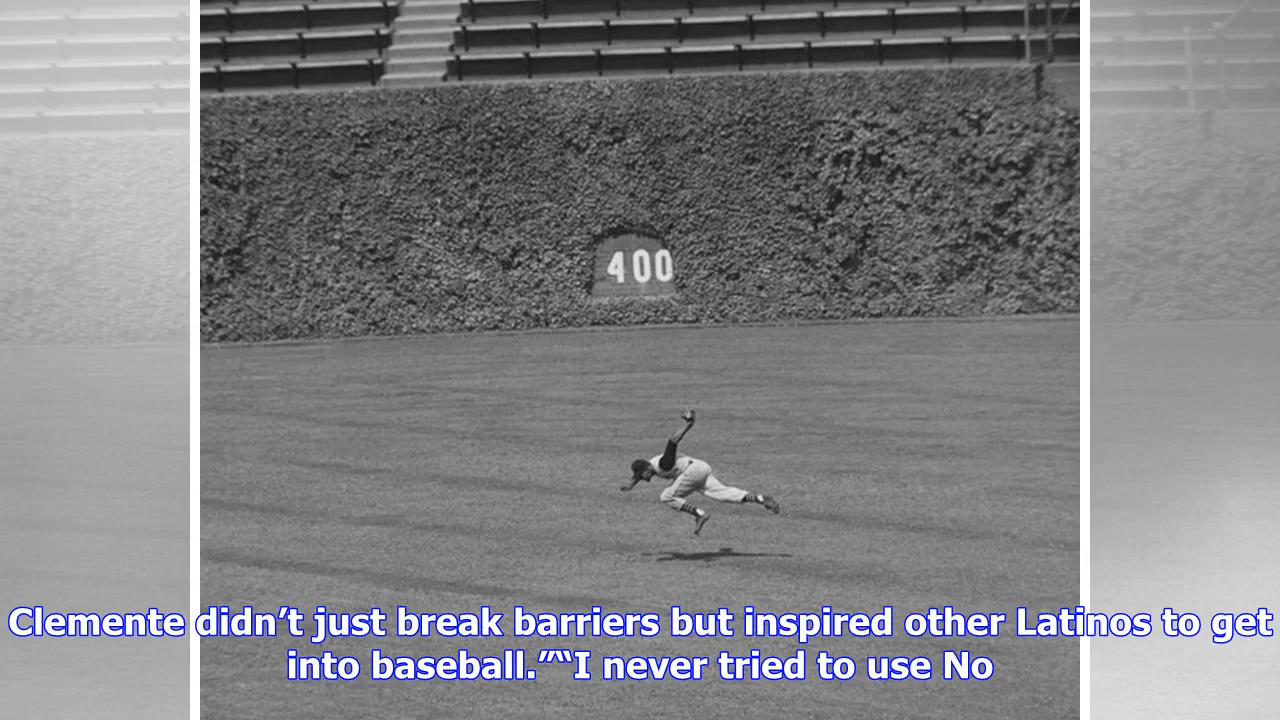 400
Clemente didn’t just break barriers but inspired other Latinos to get
into baseball.”“I never tried to use No